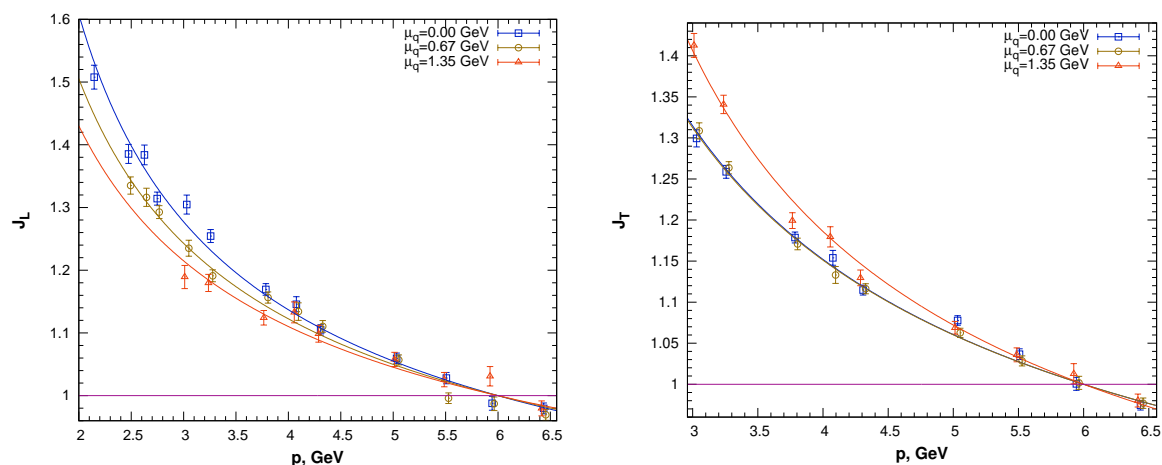 μq=0.00 GeV
μq=0.67 GeV
μq=1.35 GeV
1.6
1.5
1.4
1.3
1.2
1.1
1
J_L
2 2.5 3 3.5 4 4.5 5 5.5 6 6.5
p, GeV
μq=0.00 GeV
μq=0.67 GeV
μq=1.35 GeV
1.4
1.35
1.3
1.25
1.2
1.15
1.1
1.05
1
J_T
3 3.5 4 4.5 5 5.5 6 6.5
p, GeV